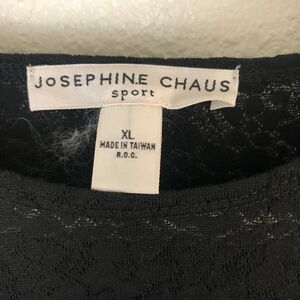 JOSEPHINE CHAUS
sport
XL
MADE IN TAIWAN
R.O.C.